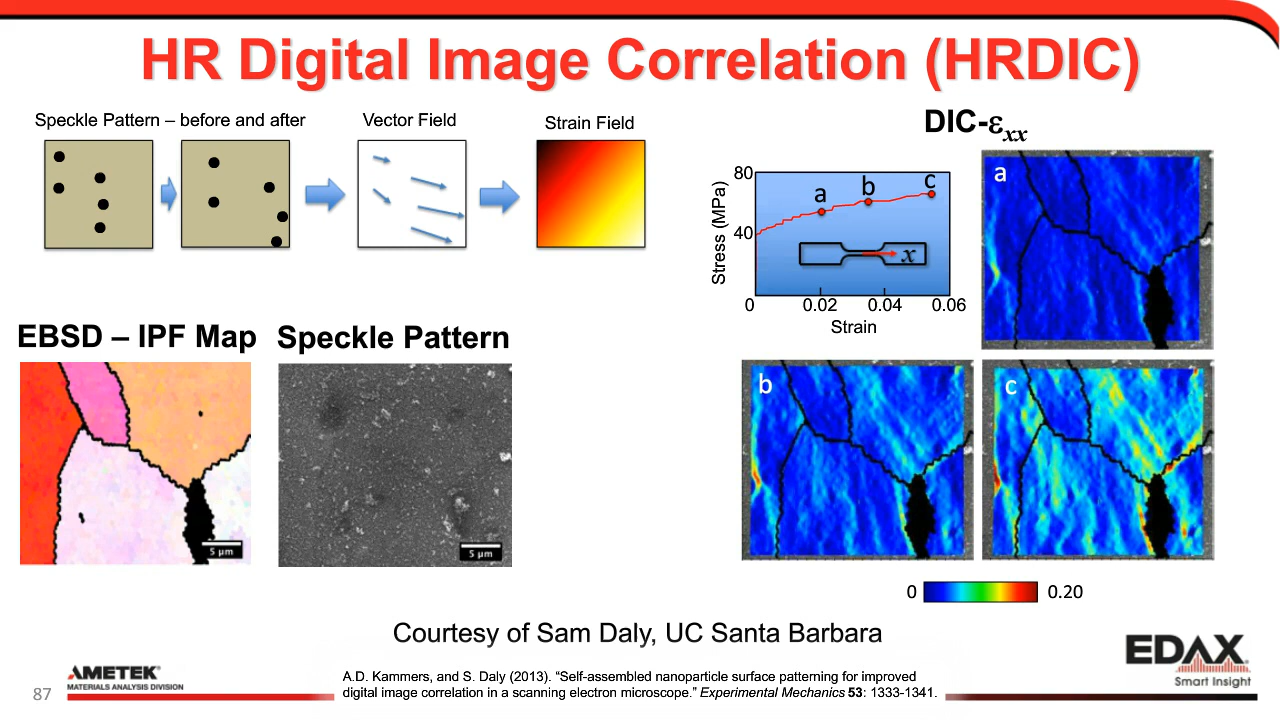 HR Digital Image Correlation (HRDIC)
Speckle Pattern – before and after
Vector Field
Strain Field
DIC-εxx
80
40
0
Stress (MPa)
a
b
c
x
0.02
0.04
0.06
Strain
a
b
c
0
0.20
EBSD – IPF Map
Speckle Pattern
5 µm
5 µm
Courtesy of Sam Daly, UC Santa Barbara
A.D. Kammers, and S. Daly (2013). “Self-assembled nanoparticle surface patterning for improved
digital image correlation in a scanning electron microscope.” Experimental Mechanics 53: 1333-1341.
87
AMETEK®
MATERIALS ANALYSIS DIVISION
EDAX
Smart Insight